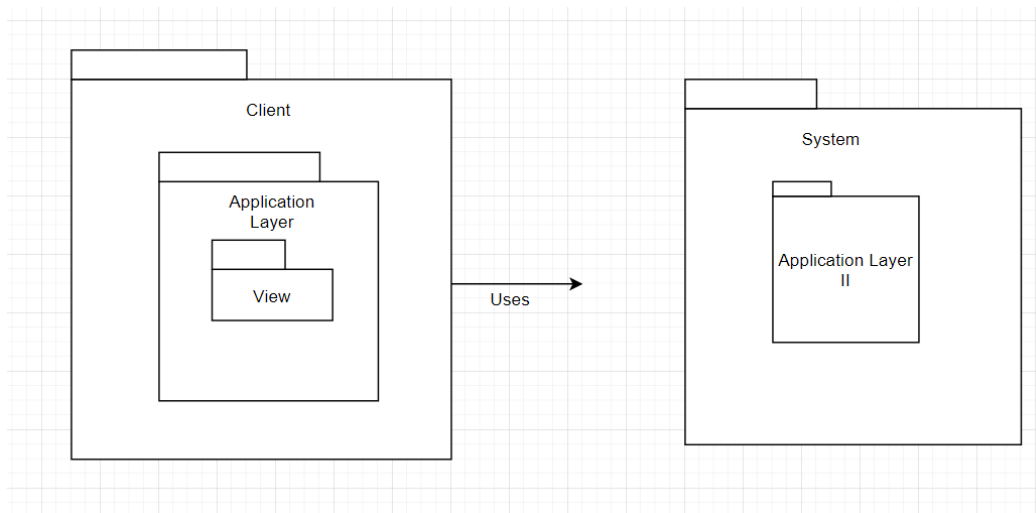 Client
Application
Layer
View
Uses
System
Application Layer
II